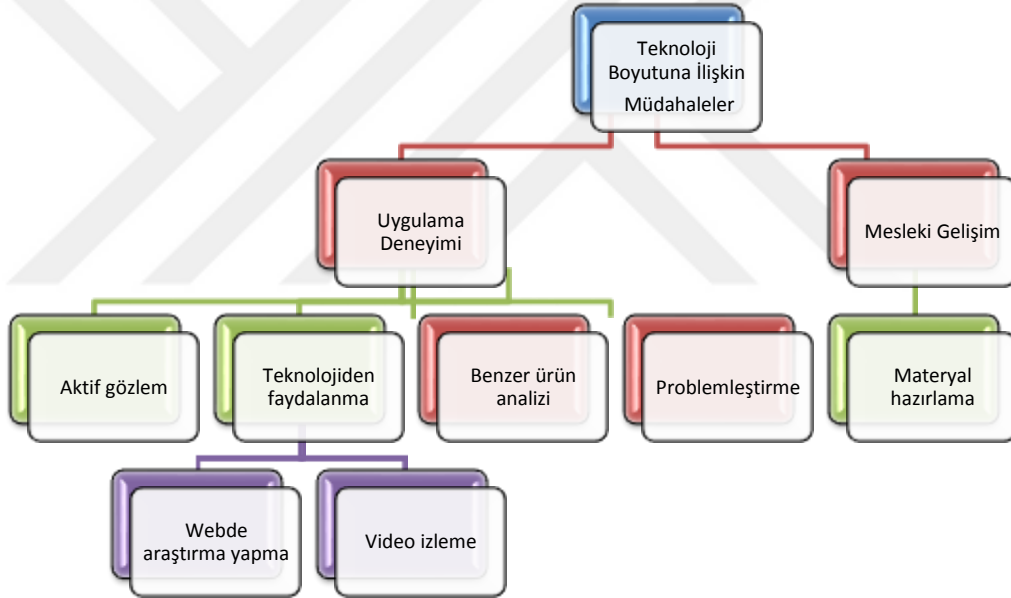 Teknoloji
Boyutuna İlişkin
Müdahaleler
Uygulama
Deneyimi
Mesleki Gelişim
Aktif gözlem
Teknolojiden
faydalanma
Benzer ürün
analizi
Problemleştirme
Materyal
hazırlama
Webde
araştırma yapma
Video izleme